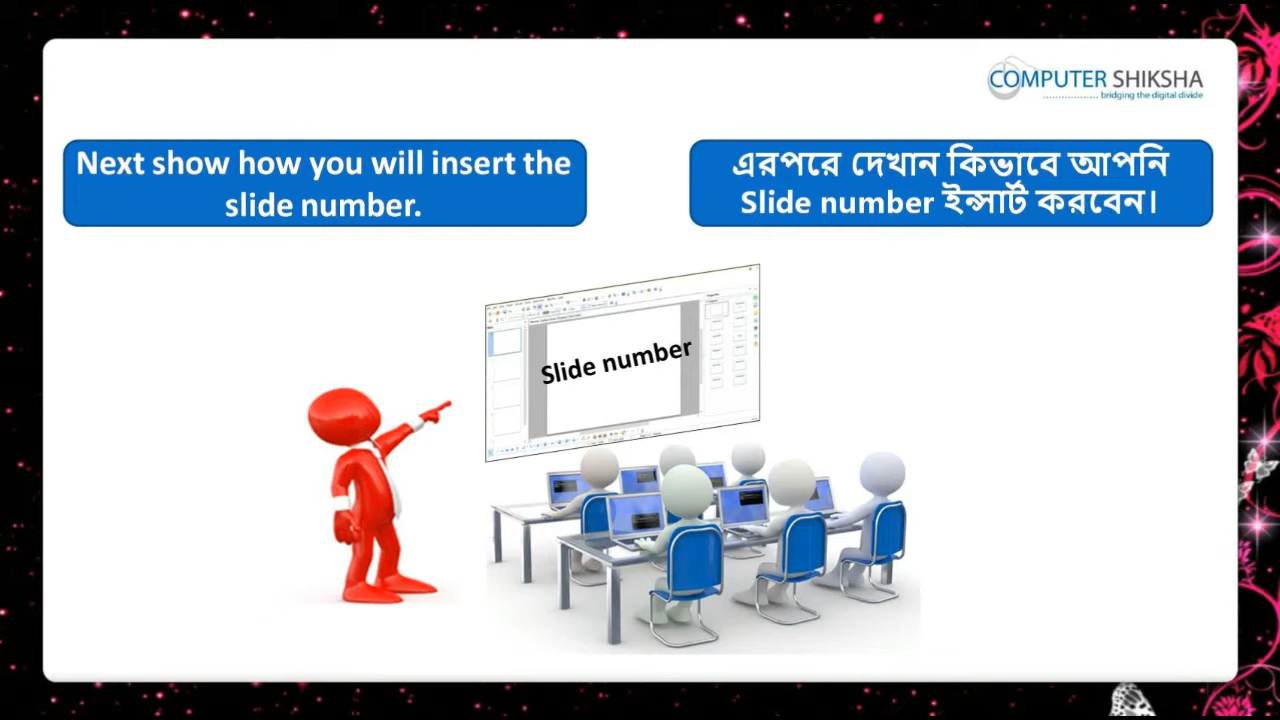 COMPUTER SHIKSHA
bridging the digital divide
Next show how you will insert the
slide number.
এরপরে দেখান কিভাবে আপনি
Slide number ইন্সার্ট করবেন।
Slide number